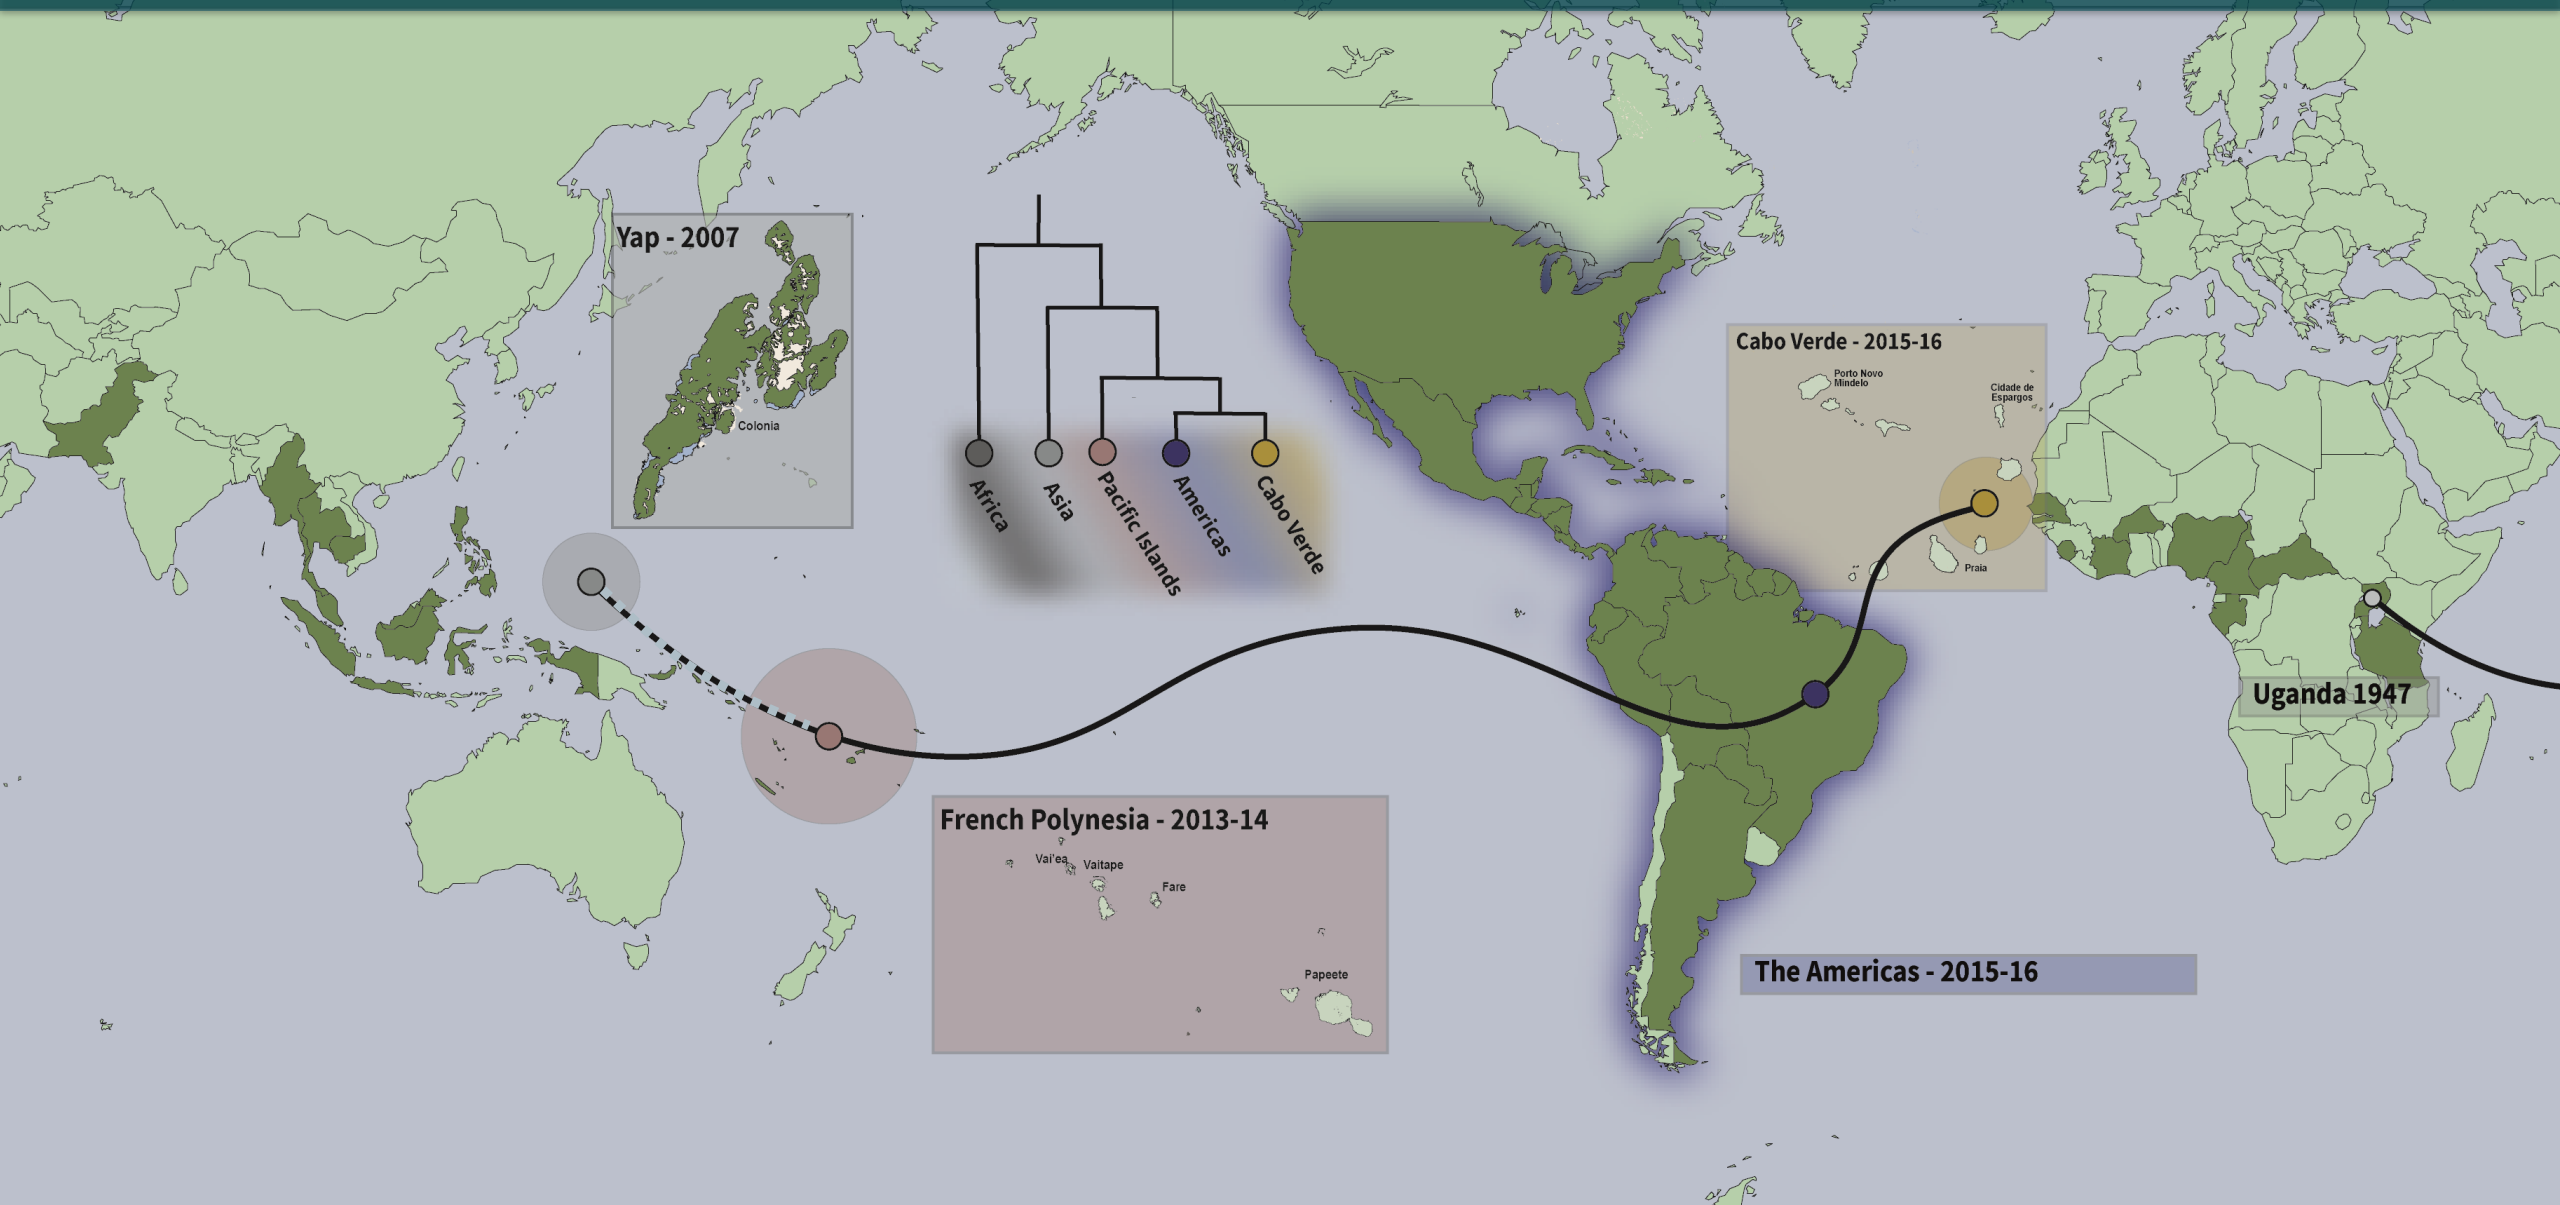 Yap - 2007
Colonia
Africa
Asia
Pacific Islands
Americas
Cabo Verde
Cabo Verde - 2015-16
Porto Novo
Mindelo
Cidade de
Espargos
Praia
Uganda 1947
French Polynesia - 2013-14
Vai'ea
Vaitape
Fare
Papeete
The Americas - 2015-16